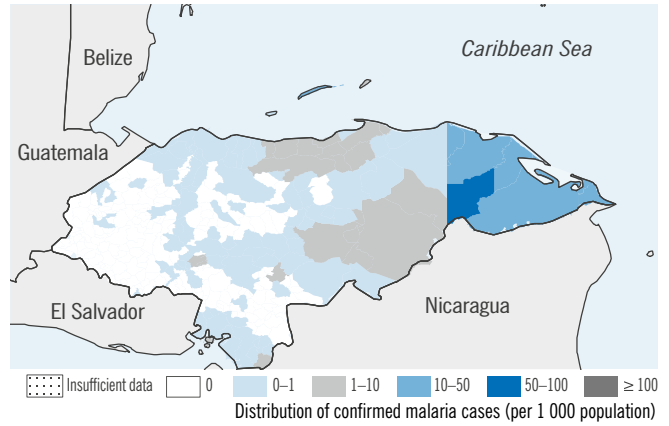 Belize
Caribbean Sea
Guatemala
El Salvador
Nicaragua
Insufficient data 0 0–1 1–10 10–50 50–100 ≥ 100
Distribution of confirmed malaria cases (per 1 000 population)